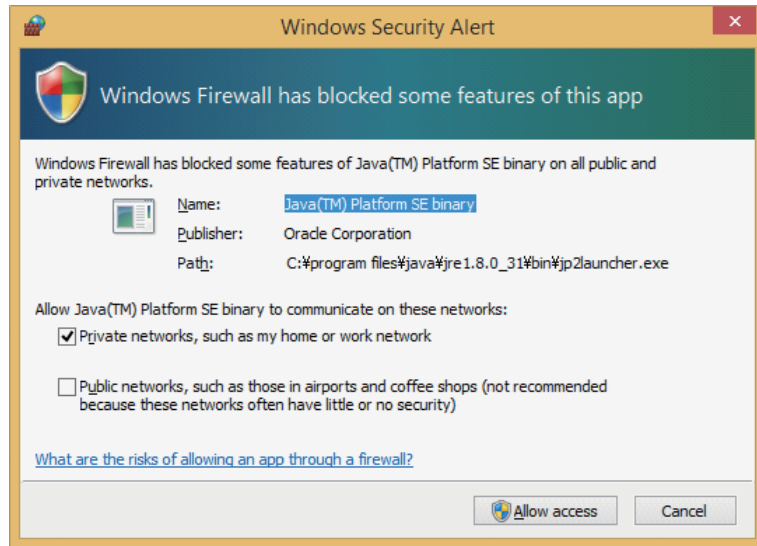 Windows Security Alert
Windows Firewall has blocked some features of this app
Windows Firewall has blocked some features of Java(TM) Platform SE binary on all public and
private networks.
Name: Java(TM) Platform SE binary
Publisher: Oracle Corporation
Path: C:¥program files¥java¥jre1.8.0_31¥bin¥jp2launcher.exe
Allow Java(TM) Platform SE binary to communicate on these networks:
Private networks, such as my home or work network
Public networks, such as those in airports and coffee shops (not recommended
because these networks often have little or no security)
What are the risks of allowing an app through a firewall?
Allow access Cancel